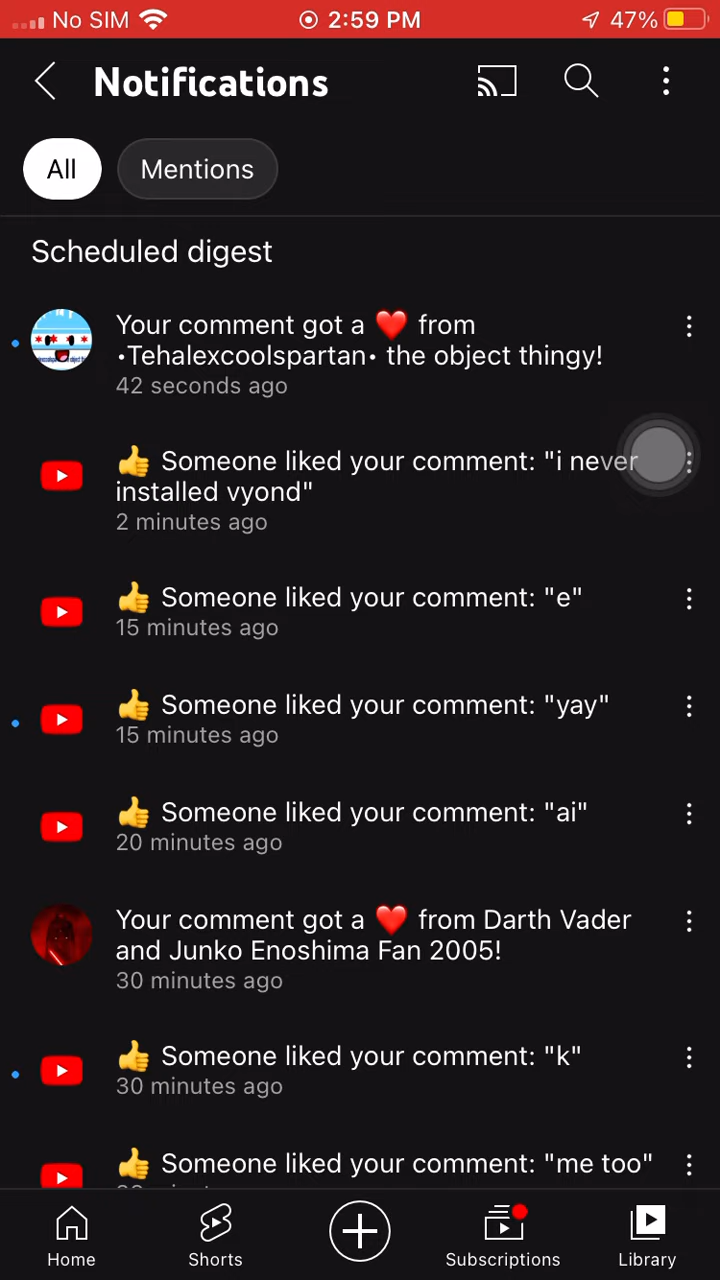 No SIM 2:59 PM 47%
Notifications
All Mentions
Scheduled digest
Your comment got a ❤️ from
•Tehalexcoolspartan• the object thingy!
42 seconds ago
👍 Someone liked your comment: "i never
installed vyond"
2 minutes ago
👍 Someone liked your comment: "e"
15 minutes ago
👍 Someone liked your comment: "yay"
15 minutes ago
👍 Someone liked your comment: "ai"
20 minutes ago
Your comment got a ❤️ from Darth Vader
and Junko Enoshima Fan 2005!
30 minutes ago
👍 Someone liked your comment: "k"
30 minutes ago
👍 Someone liked your comment: "me too"
Home Shorts Subscriptions Library